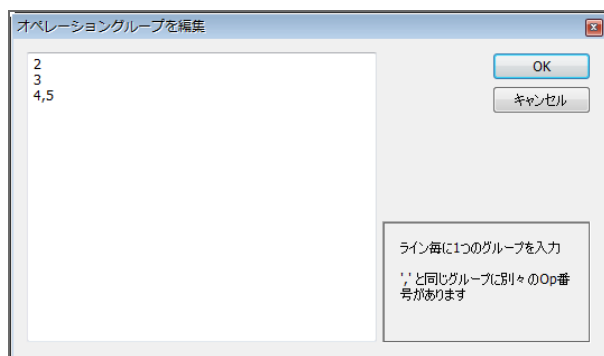 オペレーショングループを編集
2
3
4,5
OK
キャンセル
ライン毎に1つのグループを入力
','と同じグループに別々のOp番
号があります